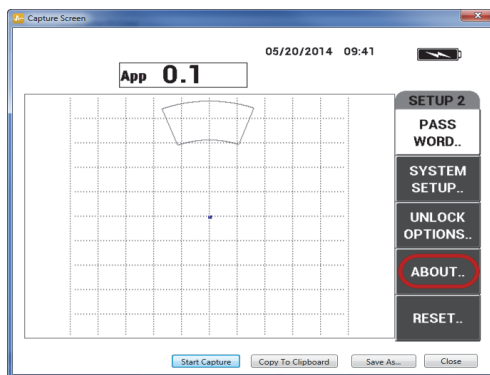 Capture Screen
05/20/2014 09:41
App 0.1
SETUP 2
PASS
WORD..
SYSTEM
SETUP..
UNLOCK
OPTIONS..
ABOUT..
RESET..
Start Capture
Copy To Clipboard
Save As...
Close